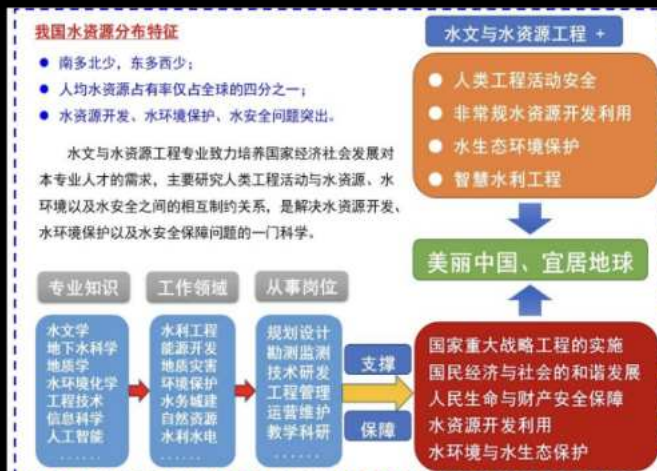 我国水资源分布特征
南多北少，东多西少；
人均水资源占有率仅占全球的四分之一；
水资源开发、水环境保护、水安全问题突出。
水文与水资源工程专业致力培养国家经济社会发展对
本专业人才的需求，主要研究人类工程活动与水资源、水
环境以及水安全之间的相互制约关系，是解决水资源开发、
水环境保护以及水安全保障问题的一门科学。
水文与水资源工程 +
人类工程活动安全
非常规水资源开发利用
水生态环境保护
智慧水利工程
美丽中国、宜居地球
专业知识
水文学
地下水科学
地质学
水环境化学
工程技术
信息科学
人工智能
······
工作领域
水利工程
能源开发
地质灾害
环境保护
水务城建
自然资源
水利水电
······
从事岗位
规划设计
勘测监测
技术研发
工程管理
运营维护
教学科研
······
支撑
保障
国家重大战略工程的实施
国民经济与社会的和谐发展
人民生命与财产安全保障
水资源开发利用
水环境与水生态保护